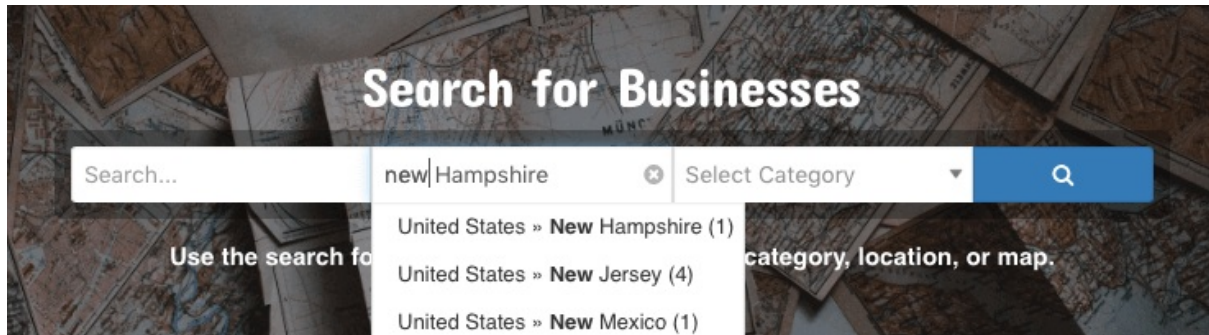 MÜNC
Search for Businesses
Search...
new Hampshire
Select Category
United States » New Hampshire (1)
Use the search fo
category, location, or map.
United States » New Jersey (4)
United States » New Mexico (1)